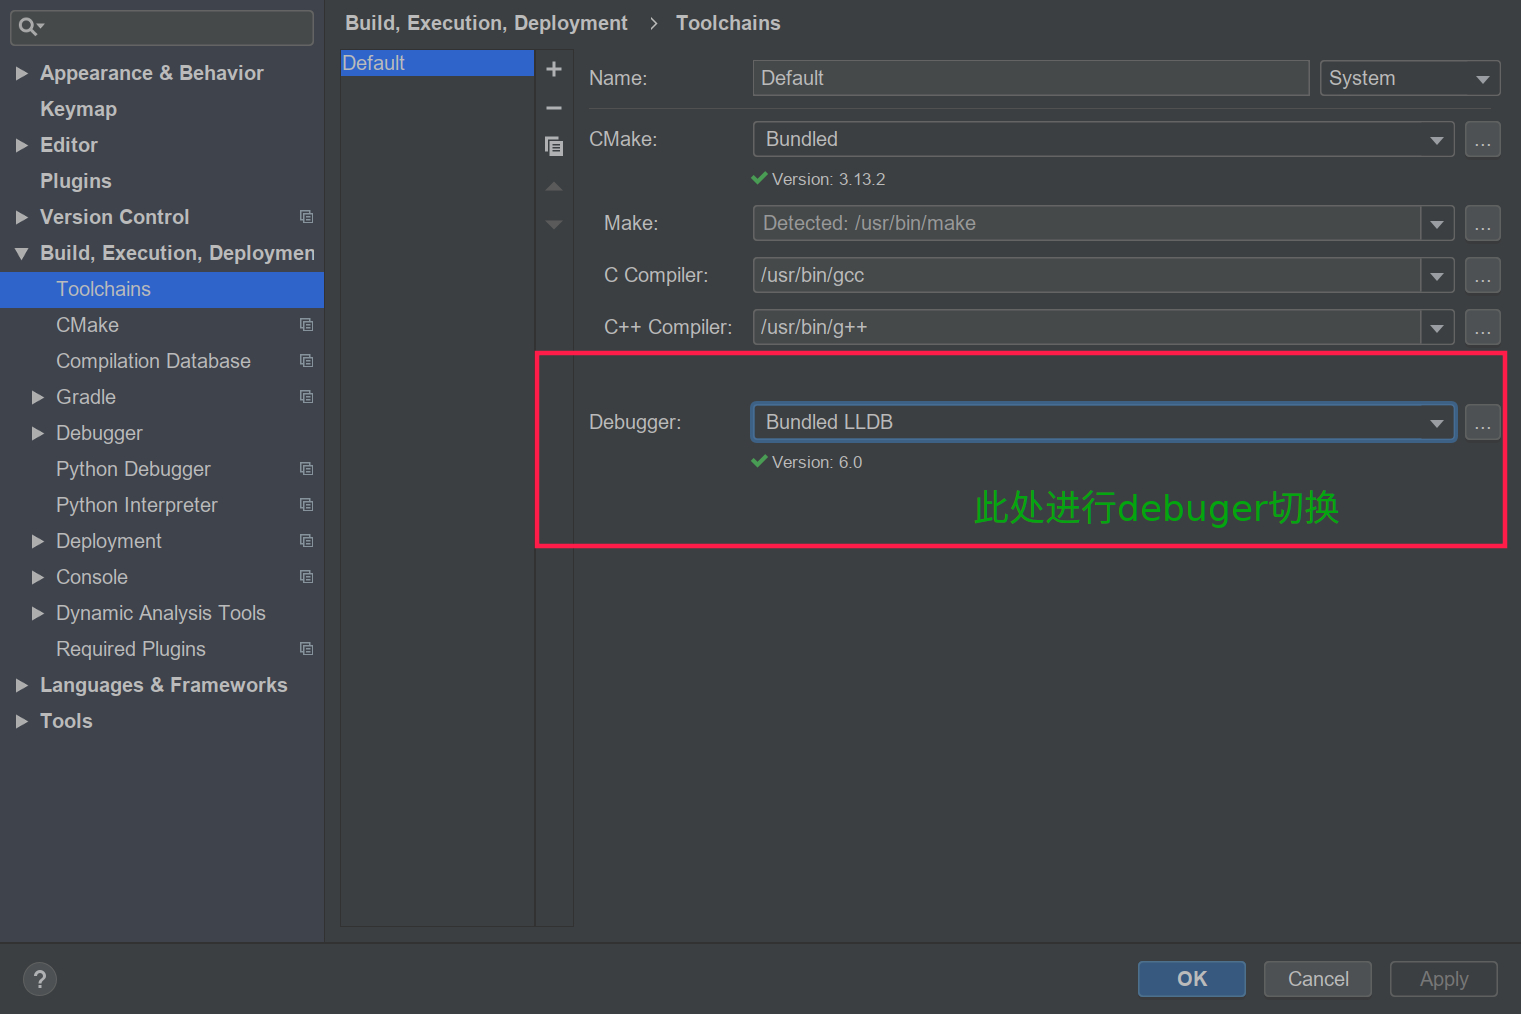 Appearance & Behavior
Keymap
Editor
Plugins
Version Control
Build, Execution, Deploymen
Toolchains
CMake
Compilation Database
Gradle
Debugger
Python Debugger
Python Interpreter
Deployment
Console
Dynamic Analysis Tools
Required Plugins
Languages & Frameworks
Tools
Build, Execution, Deployment > Toolchains
Default
Name: Default System
CMake: Bundled ...
Version: 3.13.2
Make: Detected: /usr/bin/make ...
C Compiler: /usr/bin/gcc ...
C++ Compiler: /usr/bin/g++ ...
Debugger: Bundled LLDB ...
Version: 6.0
此处进行debuger切换
? OK Cancel Apply